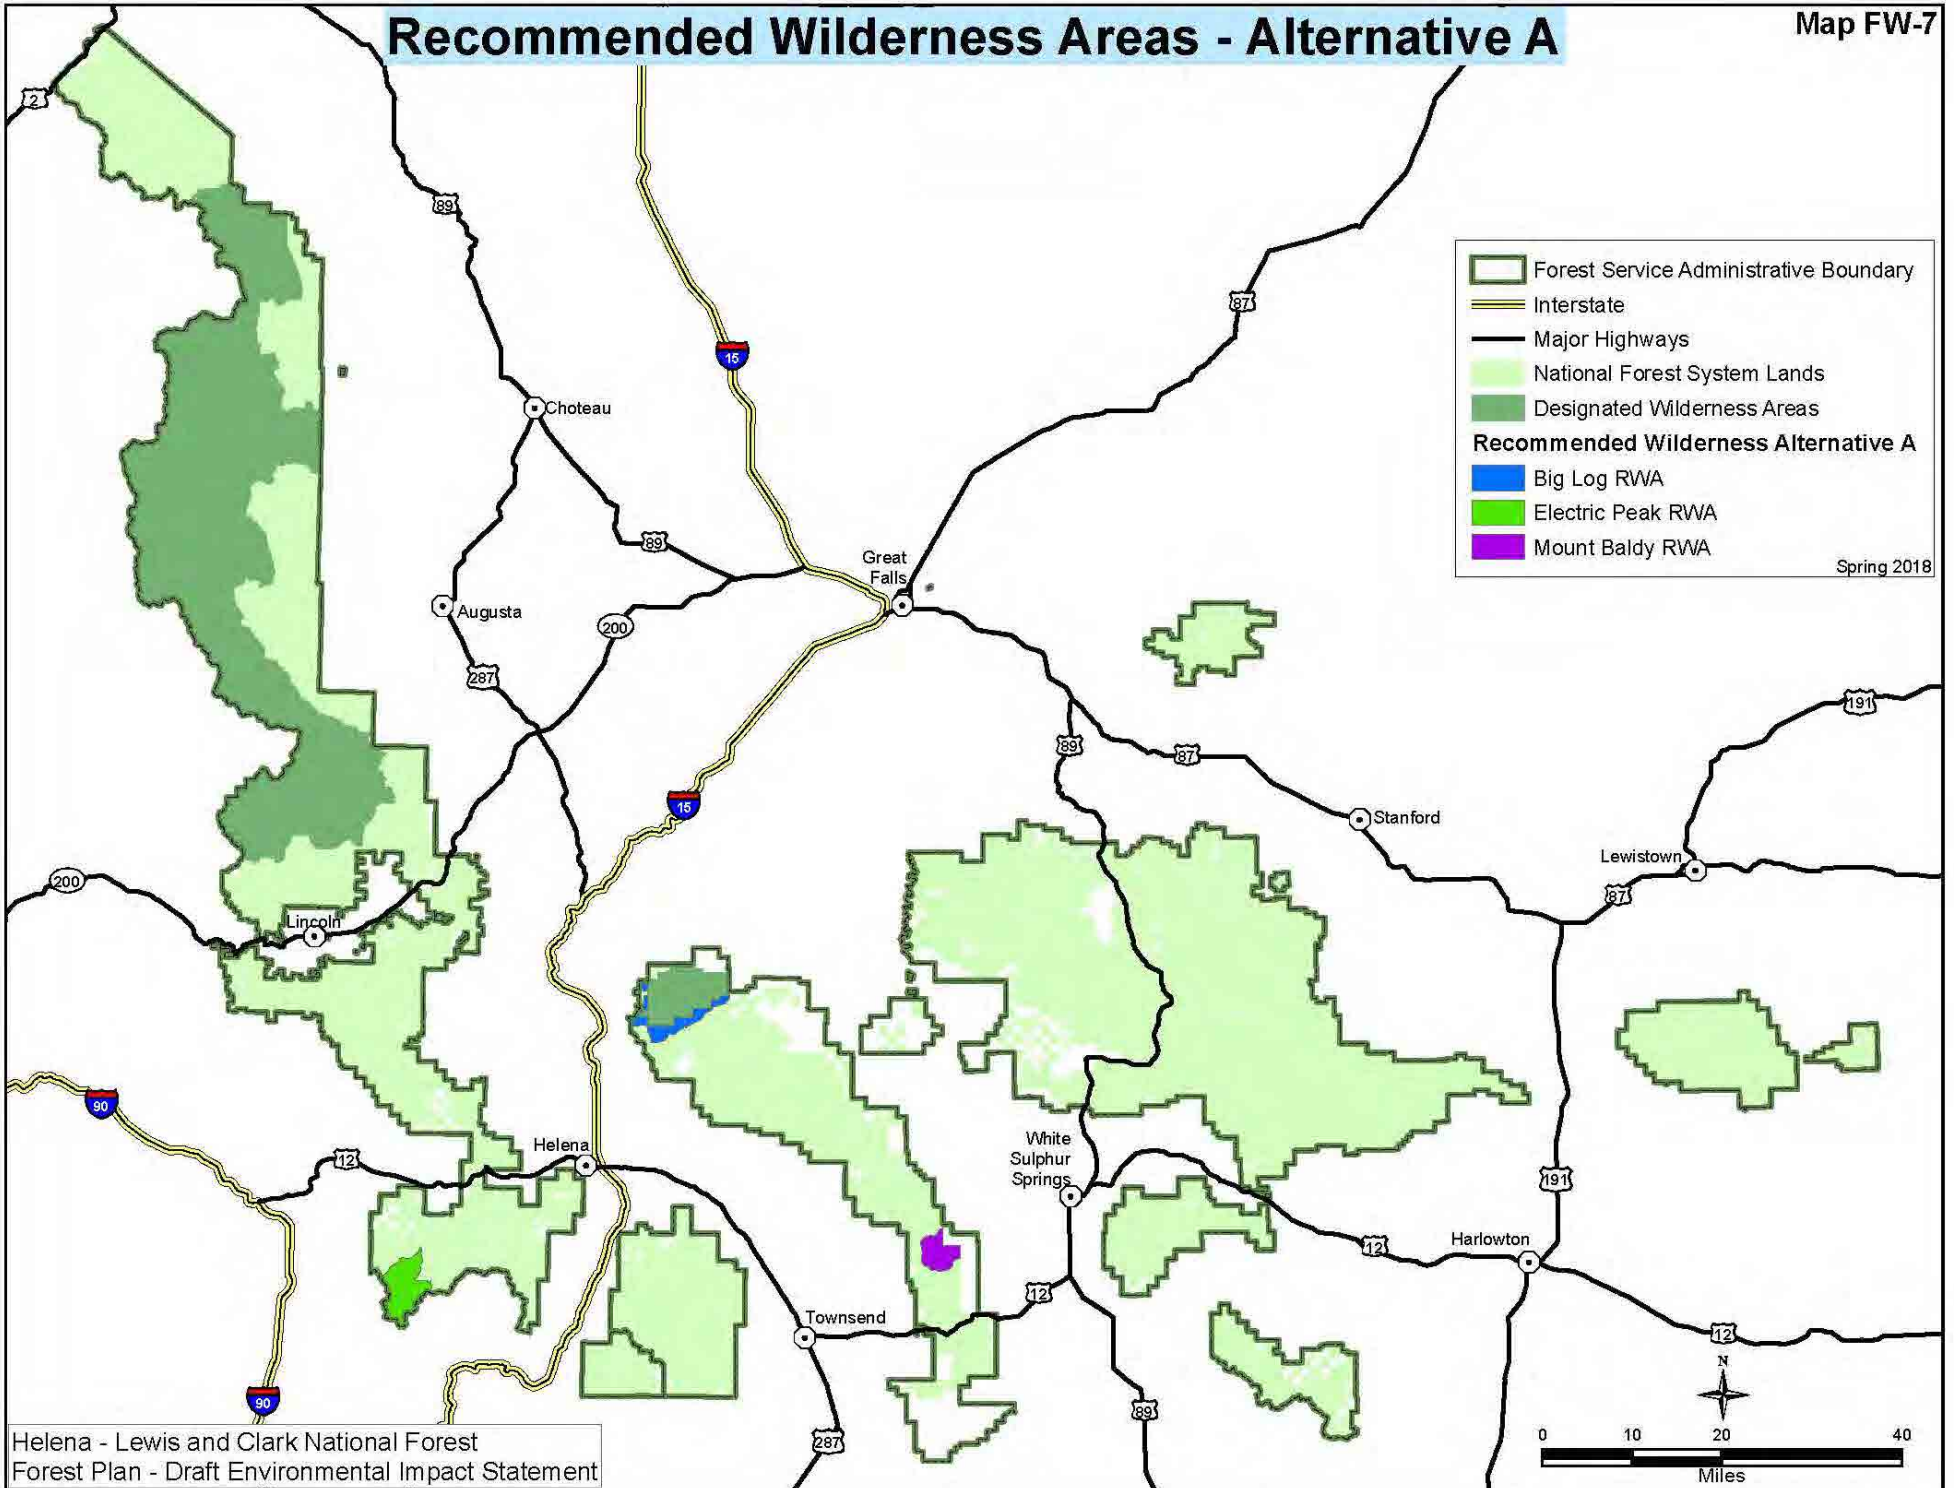 Recommended Wilderness Areas - Alternative A
Map FW-7
2
89
15
87
Forest Service Administrative Boundary
Interstate
Major Highways
National Forest System Lands
Designated Wilderness Areas
Recommended Wilderness Alternative A
Big Log RWA
Electric Peak RWA
Mount Baldy RWA
Spring 2018
Choteau
89
Great
Falls
Augusta
200
287
191
89
87
15
Stanford
Lewistown
200
87
Lincoln
90
Helena
12
White
Sulphur
Springs
191
12
Harlowton
12
Townsend
12
N
90
89
287
0 10 20 40
Miles
Helena - Lewis and Clark National Forest
Forest Plan - Draft Environmental Impact Statement